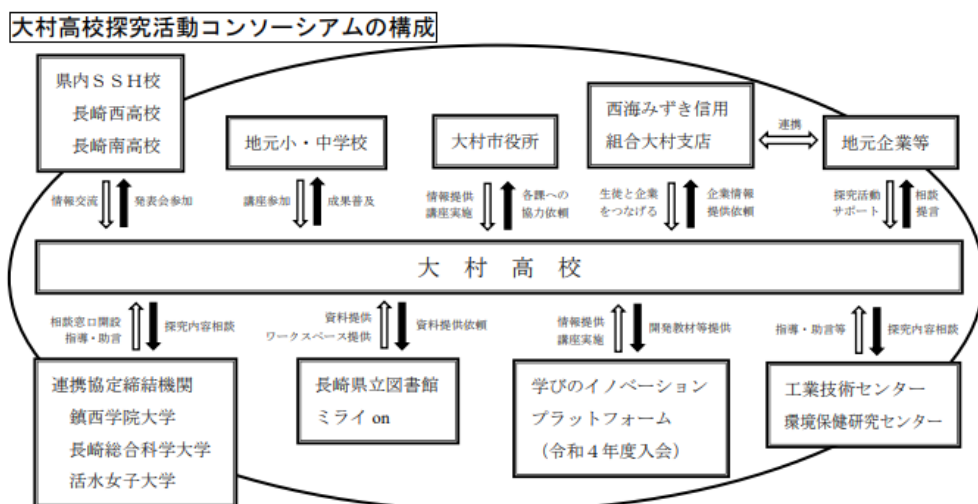 大村高校探究活動コンソーシアムの構成
県内ＳＳＨ校
長崎西高校
長崎南高校
地元小・中学校
大村市役所
西海みずき信用
組合大村支店
連携
地元企業等
情報交流
発表会参加
講座参加
成果普及
情報提供
講座実施
各課への
協力依頼
生徒と企業
をつなげる
企業情報
提供依頼
探究活動
サポート
相談
提言
大村高校
相談窓口開設
指導・助言
探究内容相談
資料提供
ワークスペース提供
資料提供依頼
情報提供
講座実施
開発教材等提供
指導・助言等
探究内容相談
連携協定締結機関
鎮西学院大学
長崎総合科学大学
活水女子大学
長崎県立図書館
ミライ on
学びのイノベーション
プラットフォーム
（令和４年度入会）
工業技術センター
環境保健研究センター